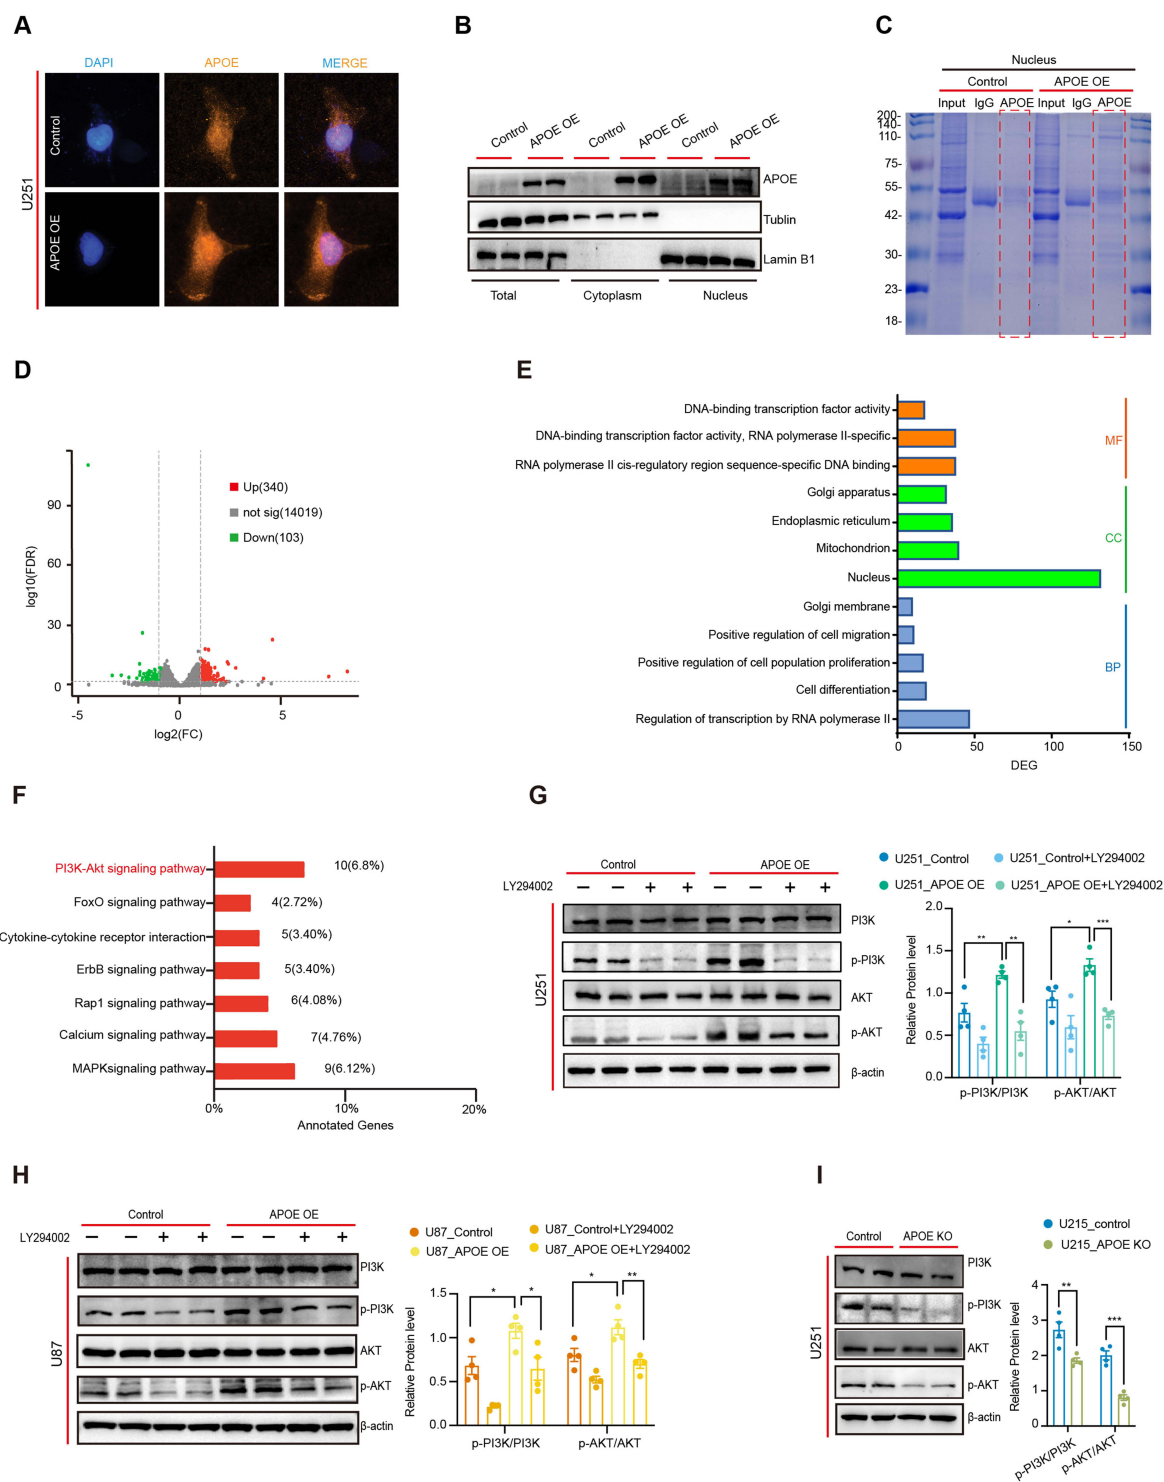 A
DAPI
APOE
MERGE
U251
Control
APOE OE
B
Control
APOE OE
Control
APOE OE
Control
APOE OE
APOE
Tublin
Lamin B1
Total
Cytoplasm
Nucleus
C
Nucleus
Control
APOE OE
Input IgG APOE Input IgG APOE
200-
140-
110-
75-
55-
42-
30-
23-
18-
D
log10(FDR)
90
60
30
0
Up(340)
not sig(14019)
Down(103)
-5
0
5
log2(FC)
E
DNA-binding transcription factor activity
DNA-binding transcription factor activity, RNA polymerase II-specific
RNA polymerase II cis-regulatory region sequence-specific DNA binding
Golgi apparatus
Endoplasmic reticulum
Mitochondrion
Nucleus
Golgi membrane
Positive regulation of cell migration
Positive regulation of cell population proliferation
Cell differentiation
Regulation of transcription by RNA polymerase II
MF
CC
BP
0
50
100
150
DEG
F
PI3K-Akt signaling pathway
10(6.8%)
FoxO signaling pathway
4(2.72%)
Cytokine-cytokine receptor interaction
5(3.40%)
ErbB signaling pathway
5(3.40%)
Rap1 signaling pathway
6(4.08%)
Calcium signaling pathway
7(4.76%)
MAPKsignaling pathway
9(6.12%)
0%
10%
20%
Annotated Genes
G
Control
APOE OE
LY294002 — — + + — — + +
U251
PI3K
p-PI3K
AKT
p-AKT
β-actin
U251_Control
U251_Control+LY294002
U251_APOE OE
U251_APOE OE+LY294002
Relative Protein level
2.0
1.5
1.0
0.5
0.0
** **
* ***
p-PI3K/PI3K
p-AKT/AKT
H
Control
APOE OE
LY294002 — — + + — — + +
U87
PI3K
p-PI3K
AKT
p-AKT
β-actin
U87_Control
U87_Control+LY294002
U87_APOE OE
U87_APOE OE+LY294002
Relative Protein level
1.5
1.0
0.5
0.0
* *
* **
p-PI3K/PI3K
p-AKT/AKT
I
Control
APOE KO
U251
PI3K
p-PI3K
AKT
p-AKT
β-actin
U215_control
U215_APOE KO
Relative Protein level
4
3
2
1
0
**
***
p-PI3K/PI3K
p-AKT/AKT